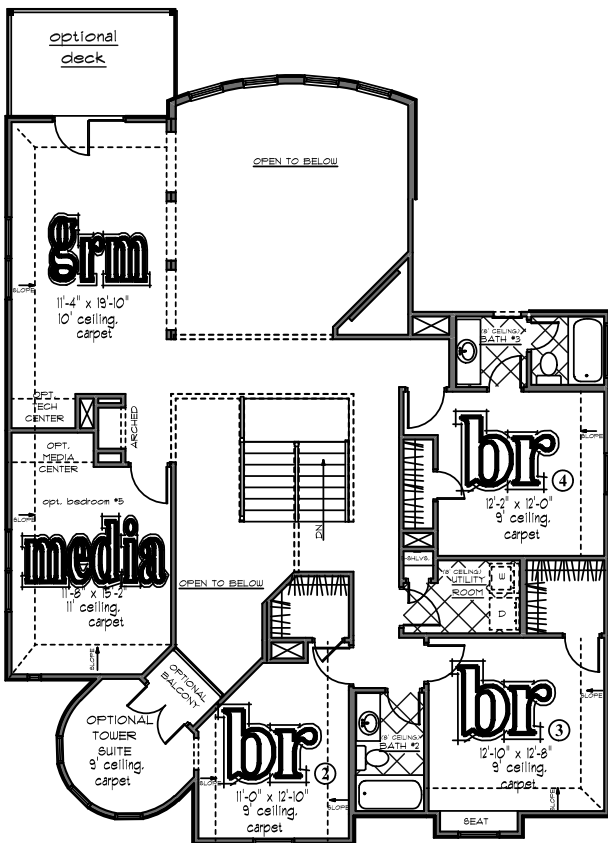 optional
deck
OPEN TO BELOW
grm
SLOPE
11'-4" x 19'-10"
10' ceiling,
carpet
(8' CEILING)
BATH #3
OPT.
TECH
CENTER
ARCHED
OPT.
MEDIA
CENTER
SLOPE
br
4
12'-2" x 12'-0"
9' ceiling,
carpet
opt. bedroom #5
SLOPE
media
11'-8" x 15'-2"
11' ceiling,
carpet
DN
SHLVS.
(8' CEILING)
UTILITY
ROOM
E
D
OPEN TO BELOW
SLOPE
OPTIONAL
BALCONY
OPTIONAL
TOWER
SUITE
9' ceiling,
carpet
br
2
11'-0" x 12'-10"
9' ceiling,
carpet
SLOPE
SLOPE
(8' CEILING)
BATH #2
br
3
12'-10" x 12'-8"
9' ceiling,
carpet
SLOPE
SLOPE
SEAT